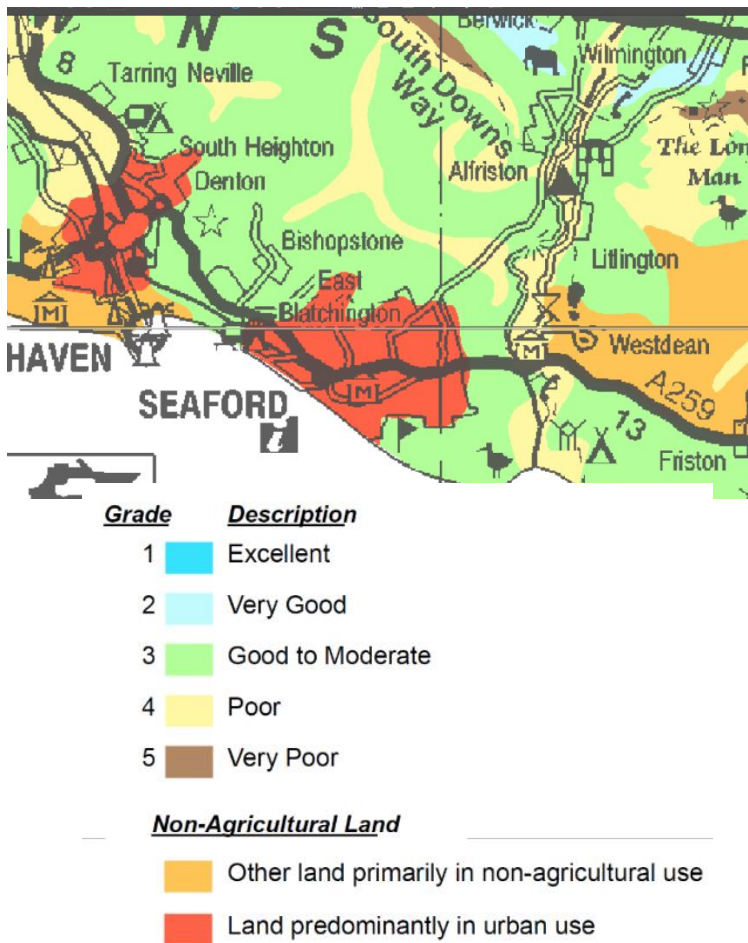 W N S
Berwick
8
Wilmington
Tarring Neville
South Downs
Way
South Heighton
The Lon
Denton
Alfriston
Man
Bishopstone
Litlington
East
M
Blatchington
HAVEN
M
Westdean
SEAFORD
M
A259
13
i
Friston
Grade Description
1 Excellent
2 Very Good
3 Good to Moderate
4 Poor
5 Very Poor
Non-Agricultural Land
Other land primarily in non-agricultural use
Land predominantly in urban use